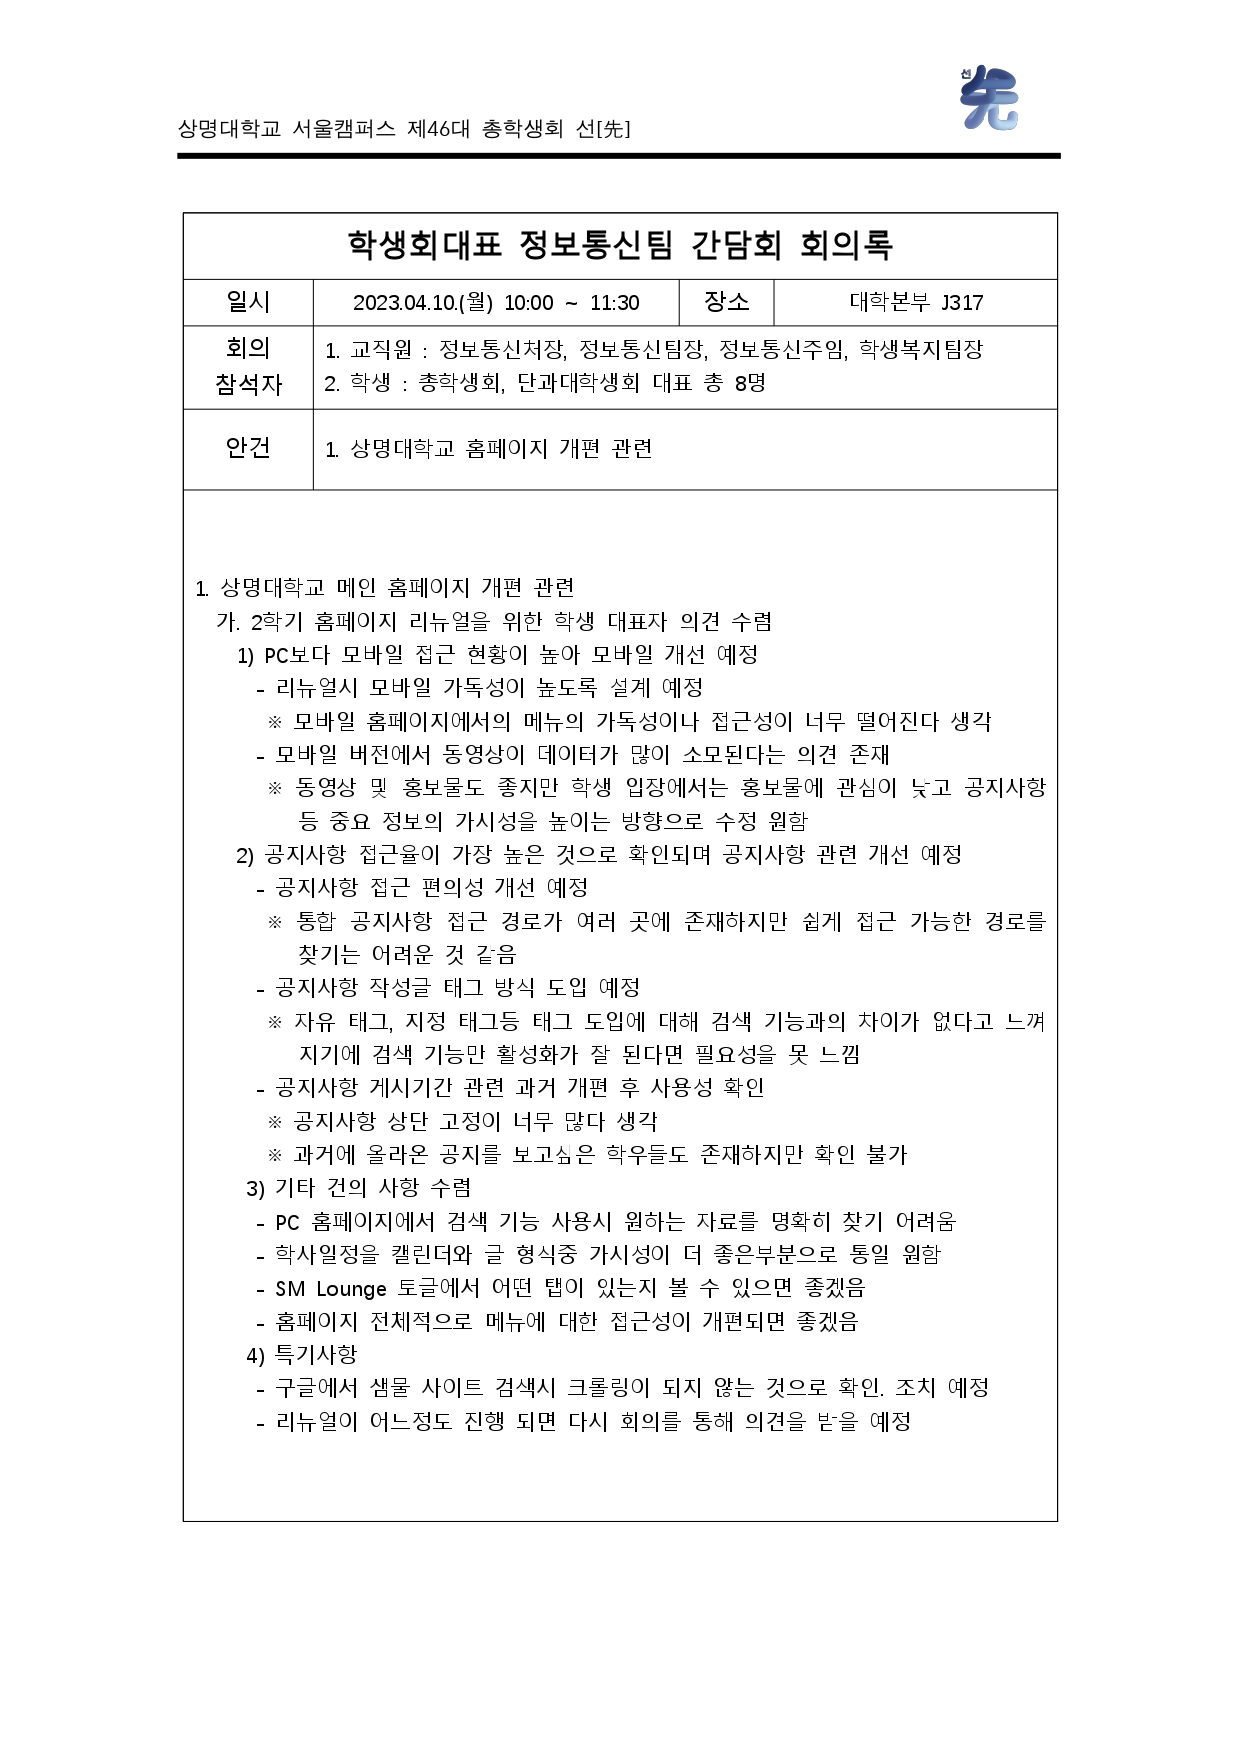 선 先
상명대학교 서울캠퍼스 제46대 총학생회 선[先]
학생회대표 정보통신팀 간담회 회의록
일시 2023.04.10.(월) 10:00 ~ 11:30 장소 대학본부 J317
회의 참석자
1. 교직원 : 정보통신처장, 정보통신팀장, 정보통신주임, 학생복지팀장
2. 학생 : 총학생회, 단과대학생회 대표 총 8명
안건 1. 상명대학교 홈페이지 개편 관련
1. 상명대학교 메인 홈페이지 개편 관련
가. 2학기 홈페이지 리뉴얼을 위한 학생 대표자 의견 수렴
1) PC보다 모바일 접근 현황이 높아 모바일 개선 예정
- 리뉴얼시 모바일 가독성이 높도록 설계 예정
※ 모바일 홈페이지에서의 메뉴의 가독성이나 접근성이 너무 떨어진다 생각
- 모바일 버전에서 동영상이 데이터가 많이 소모된다는 의견 존재
※ 동영상 및 홍보물도 좋지만 학생 입장에서는 홍보물에 관심이 낮고 공지사항
등 중요 정보의 가시성을 높이는 방향으로 수정 원함
2) 공지사항 접근율이 가장 높은 것으로 확인되며 공지사항 관련 개선 예정
- 공지사항 접근 편의성 개선 예정
※ 통합 공지사항 접근 경로가 여러 곳에 존재하지만 쉽게 접근 가능한 경로를
찾기는 어려운 것 같음
- 공지사항 작성글 태그 방식 도입 예정
※ 자유 태그, 지정 태그등 태그 도입에 대해 검색 기능과의 차이가 없다고 느껴
지기에 검색 기능만 활성화가 잘 된다면 필요성을 못 느낌
- 공지사항 게시기간 관련 과거 개편 후 사용성 확인
※ 공지사항 상단 고정이 너무 많다 생각
※ 과거에 올라온 공지를 보고싶은 학우들도 존재하지만 확인 불가
3) 기타 건의 사항 수렴
- PC 홈페이지에서 검색 기능 사용시 원하는 자료를 명확히 찾기 어려움
- 학사일정을 캘린더와 글 형식중 가시성이 더 좋은부분으로 통일 원함
- SM Lounge 토글에서 어떤 탭이 있는지 볼 수 있으면 좋겠음
- 홈페이지 전체적으로 메뉴에 대한 접근성이 개편되면 좋겠음
4) 특기사항
- 구글에서 샘물 사이트 검색시 크롤링이 되지 않는 것으로 확인. 조치 예정
- 리뉴얼이 어느정도 진행 되면 다시 회의를 통해 의견을 받을 예정